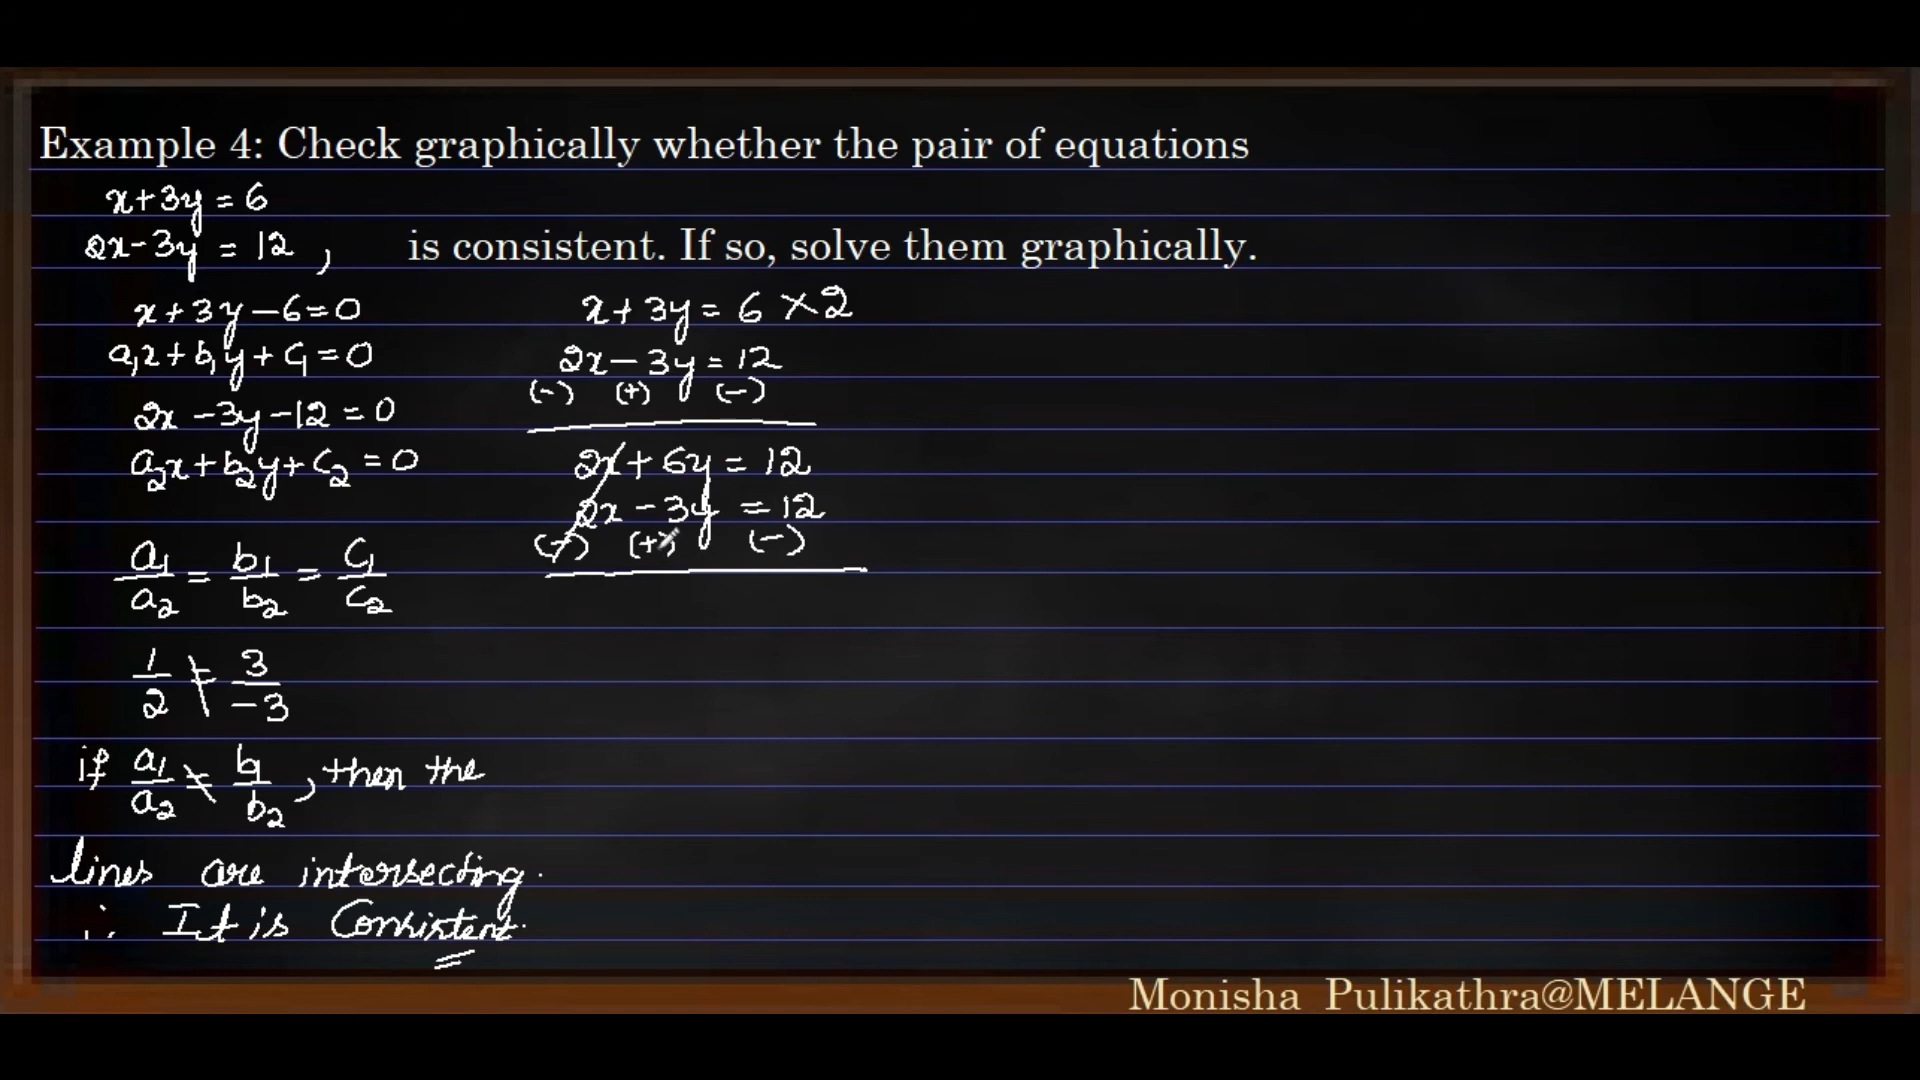 Example 4: Check graphically whether the pair of equations
x+3y = 6
2x-3y = 12 , is consistent. If so, solve them graphically.
x+3y-6=0
a₁x+b₁y+c₁=0
2x-3y-12=0
a₂x+b₂y+c₂=0
a₁/a₂ = b₁/b₂ = c₁/c₂
1/2 ≠ 3/-3
if a₁/a₂ ≠ b₁/b₂, then the
lines are intersecting.
∴ It is Consistent.
x+3y=6 ×2
2x-3y=12
(-) (+) (-)
2x+6y=12
2x-3y=12
(-) (+) (-)
Monisha Pulikathra@MELANGE